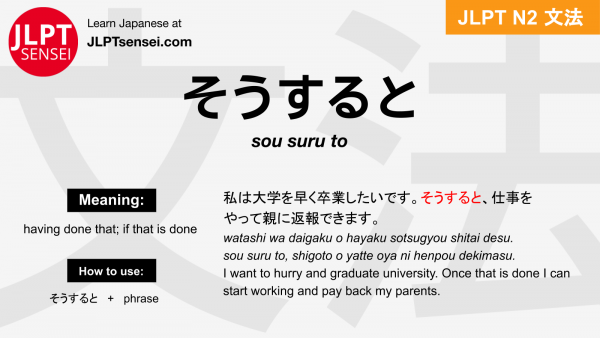 JLPT
SENSEI
Learn Japanese at
JLPTsensei.com
JLPT N2 文法
文法
そうすると
sou suru to
Meaning:
having done that; if that is done
How to use:
そうすると + phrase
私は大学を早く卒業したいです。そうすると、仕事を
やって親に返報できます。
watashi wa daigaku o hayaku sotsugyou shitai desu.
sou suru to, shigoto o yatte oya ni henpou dekimasu.
I want to hurry and graduate university. Once that is done I can
start working and pay back my parents.